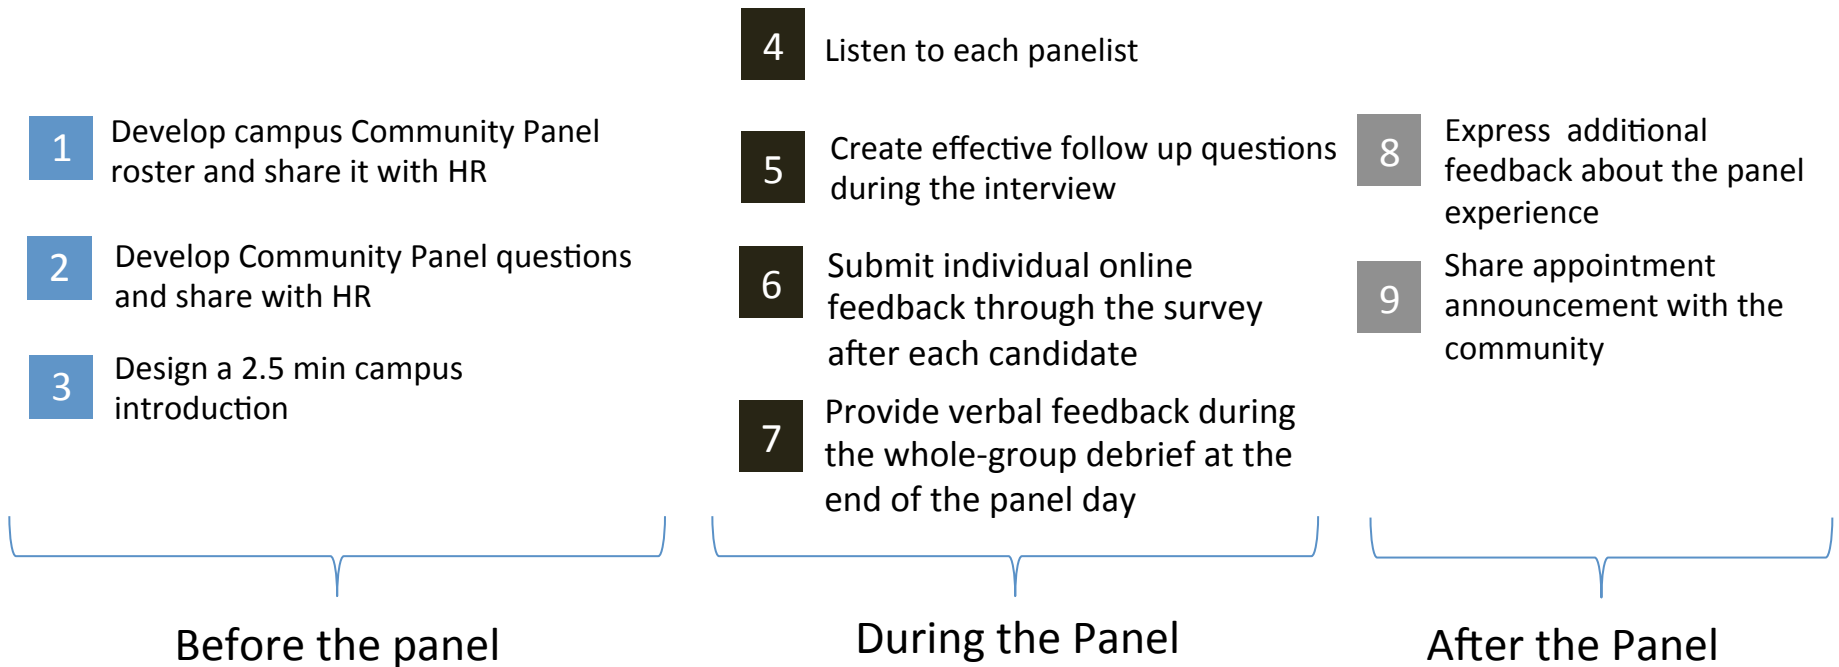 1
Develop campus Community Panel
roster and share it with HR
2
Develop Community Panel questions
and share with HR
3
Design a 2.5 min campus
introduction
Before the panel
4
Listen to each panelist
5
Create effective follow up questions
during the interview
6
Submit individual online
feedback through the survey
after each candidate
7
Provide verbal feedback during
the whole-group debrief at the
end of the panel day
During the Panel
8
Express  additional
feedback about the panel
experience
9
Share appointment
announcement with the
community
After the Panel